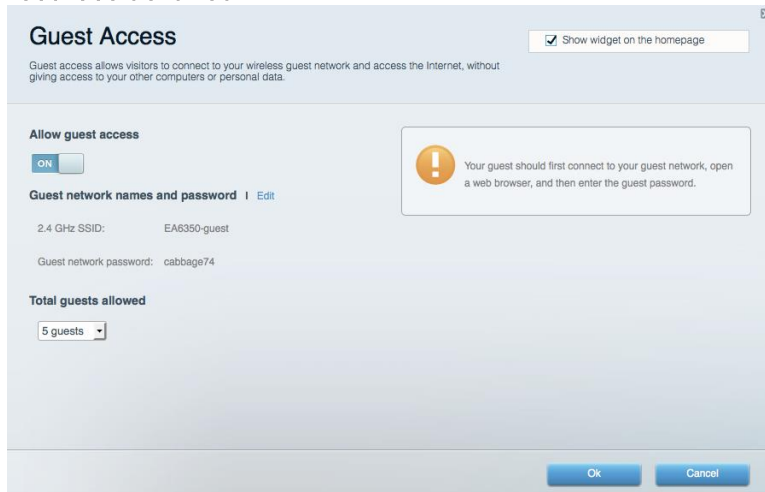 Guest Access
Show widget on the homepage
Guest access allows visitors to connect to your wireless guest network and access the Internet, without
giving access to your other computers or personal data.
Allow guest access
ON
Your guest should first connect to your guest network, open
a web browser, and then enter the guest password.
Guest network names and password | Edit
2.4 GHz SSID: EA6350-guest
Guest network password: cabbage74
Total guests allowed
5 guests
Ok Cancel